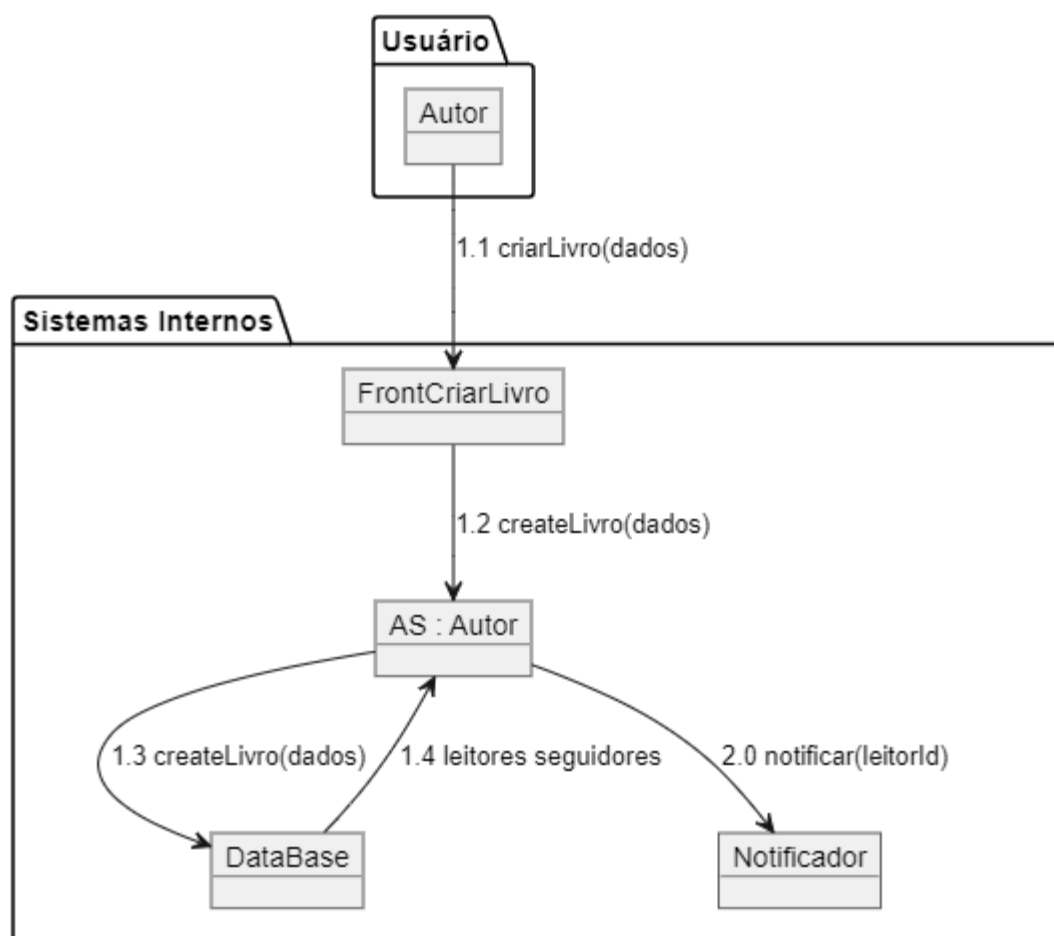 Usuário
Autor
1.1 criarLivro(dados)
Sistemas Internos
FrontCriarLivro
1.2 createLivro(dados)
AS : Autor
1.3 createLivro(dados)
1.4 leitores seguidores
2.0 notificar(leitorId)
DataBase
Notificador